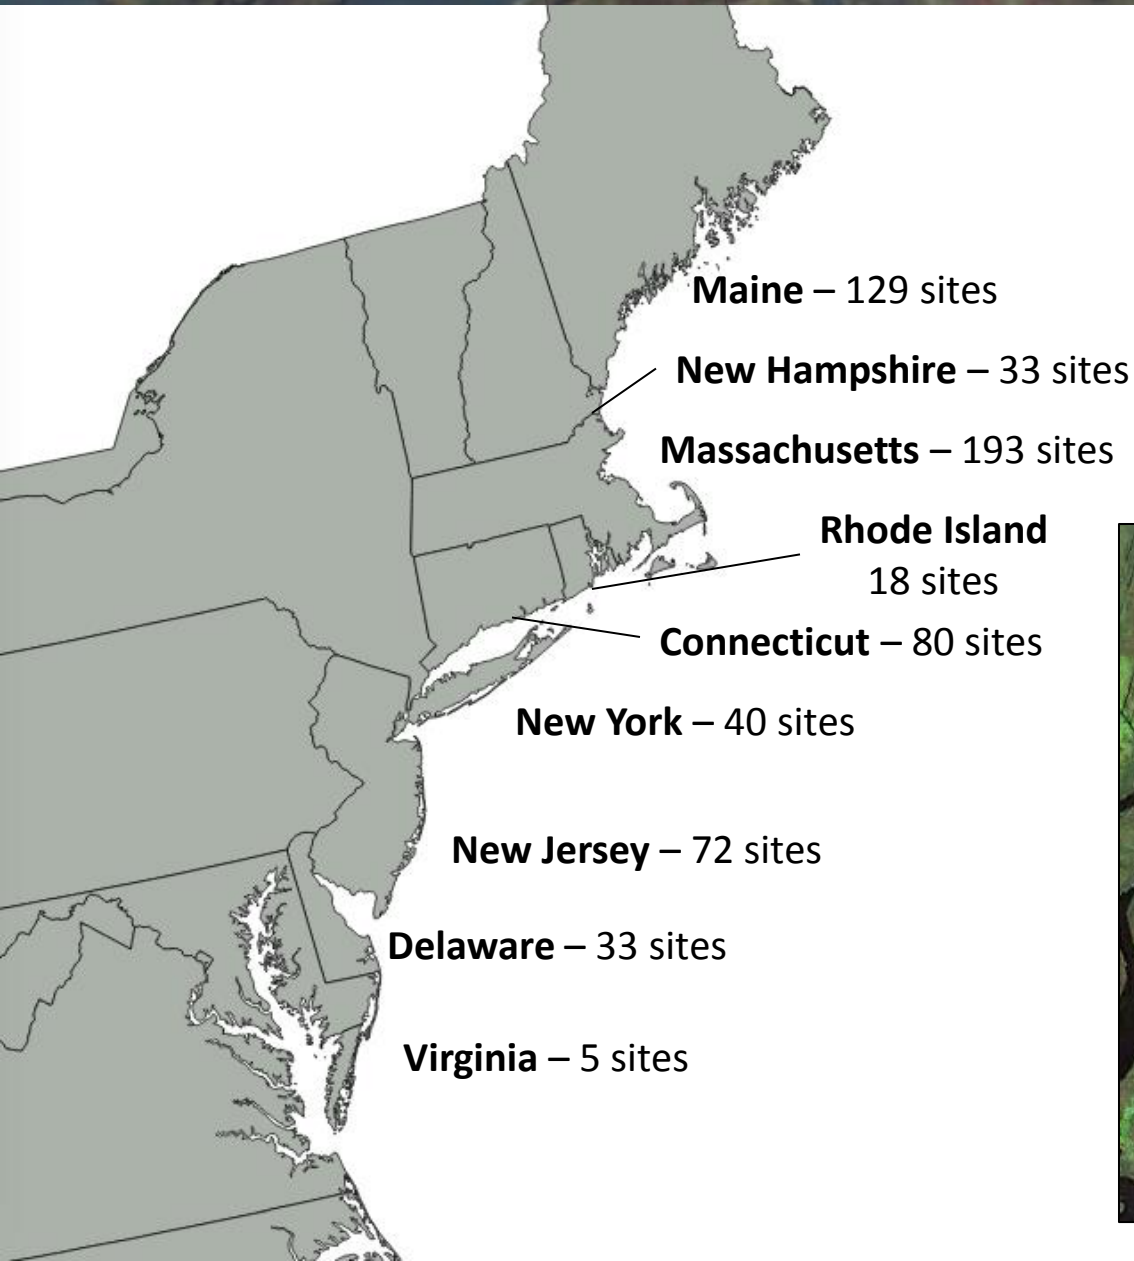 Maine – 129 sites
New Hampshire – 33 sites
Massachusetts – 193 sites
Rhode Island
18 sites
Connecticut – 80 sites
New York – 40 sites
New Jersey – 72 sites
Delaware – 33 sites
Virginia – 5 sites